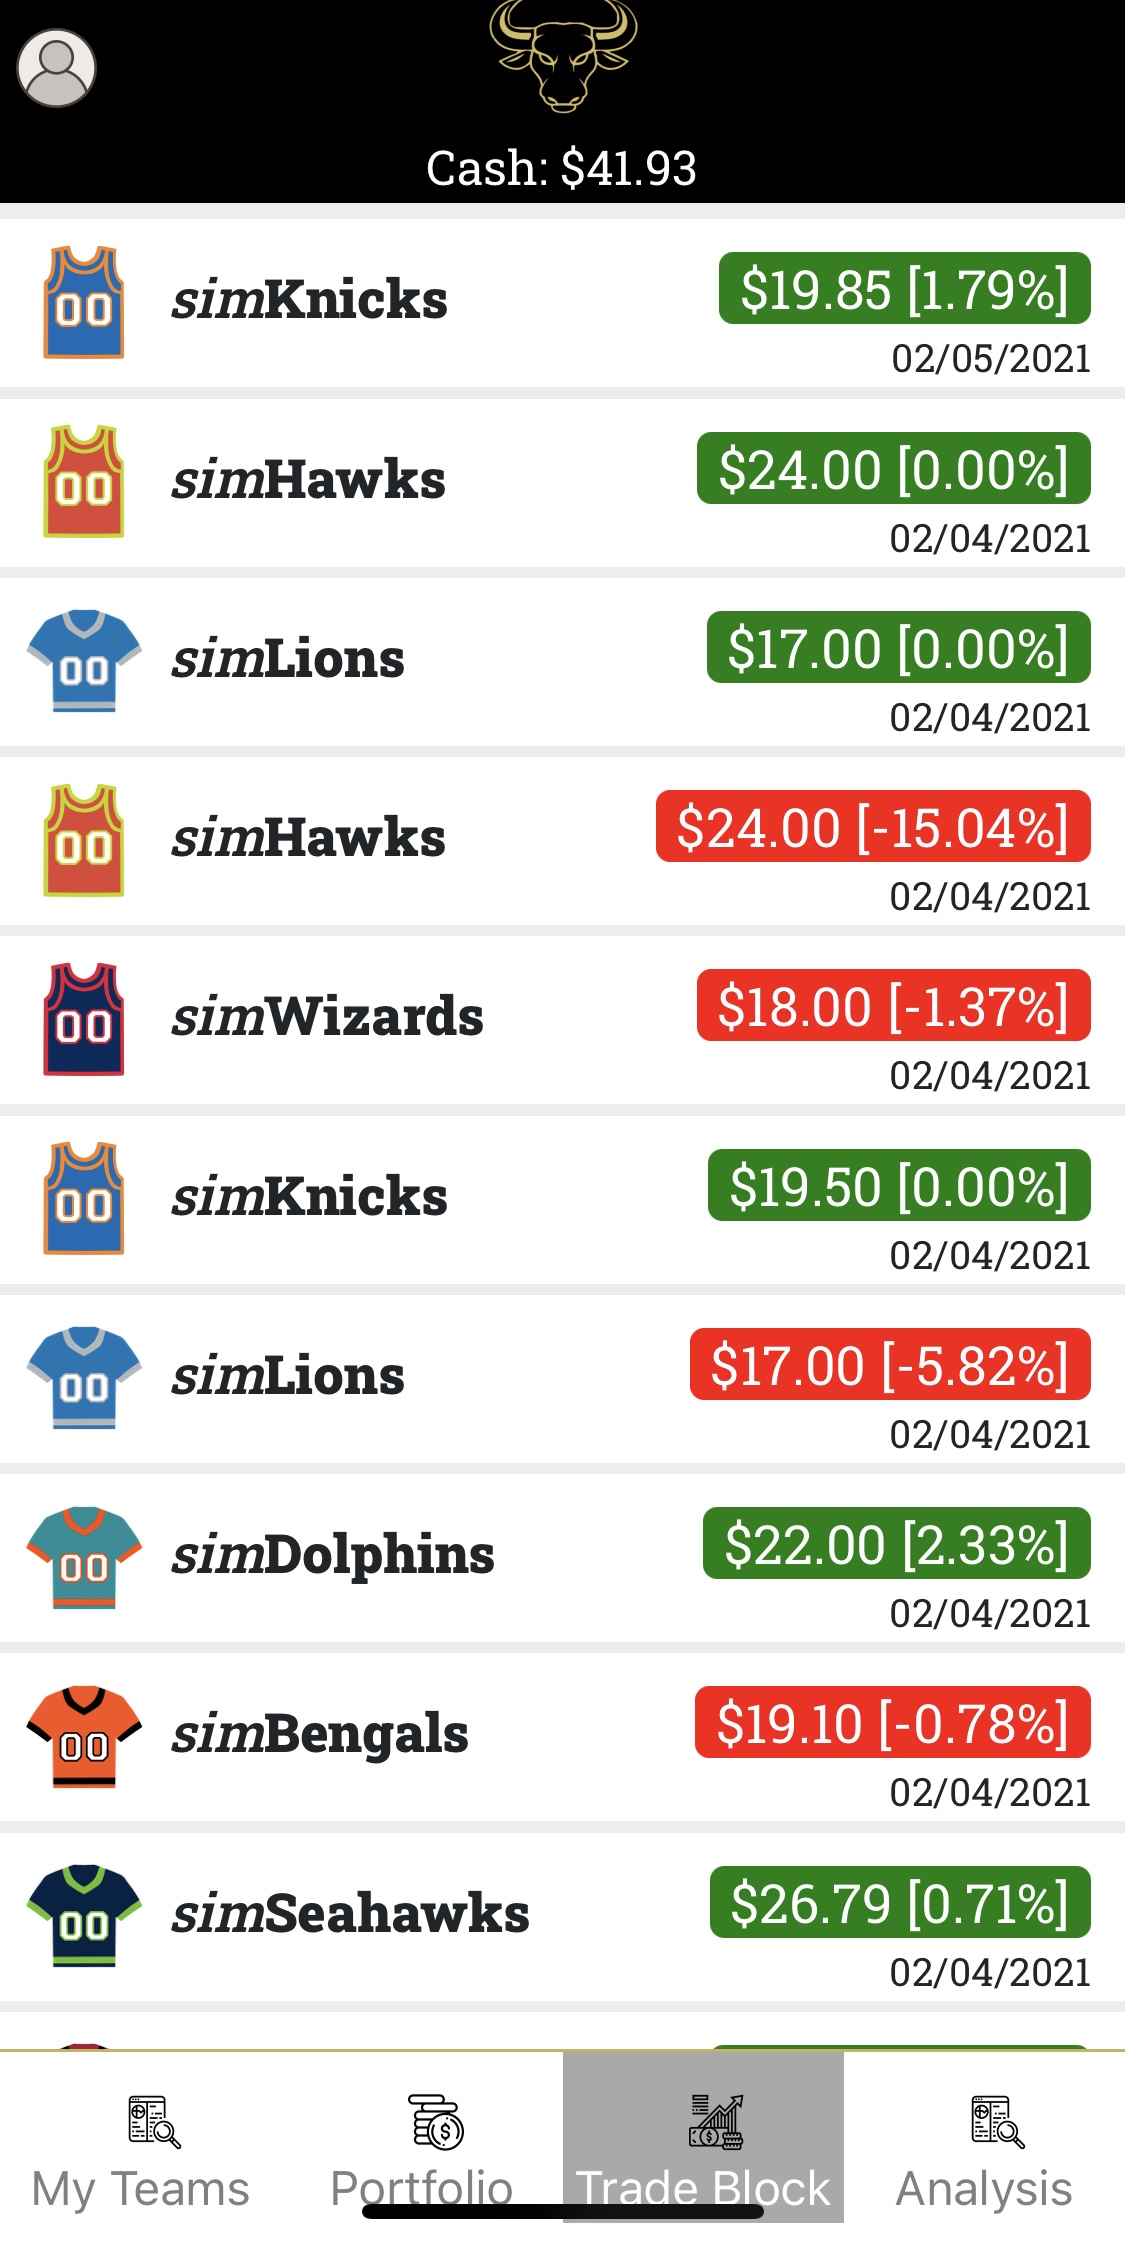 Cash: $41.93
00
simKnicks
$19.85 [1.79%]
02/05/2021
00
simHawks
$24.00 [0.00%]
02/04/2021
00
simLions
$17.00 [0.00%]
02/04/2021
00
simHawks
$24.00 [-15.04%]
02/04/2021
00
simWizards
$18.00 [-1.37%]
02/04/2021
00
simKnicks
$19.50 [0.00%]
02/04/2021
00
simLions
$17.00 [-5.82%]
02/04/2021
00
simDolphins
$22.00 [2.33%]
02/04/2021
00
simBengals
$19.10 [-0.78%]
02/04/2021
00
simSeahawks
$26.79 [0.71%]
02/04/2021
My Teams
Portfolio
Trade Block
Analysis